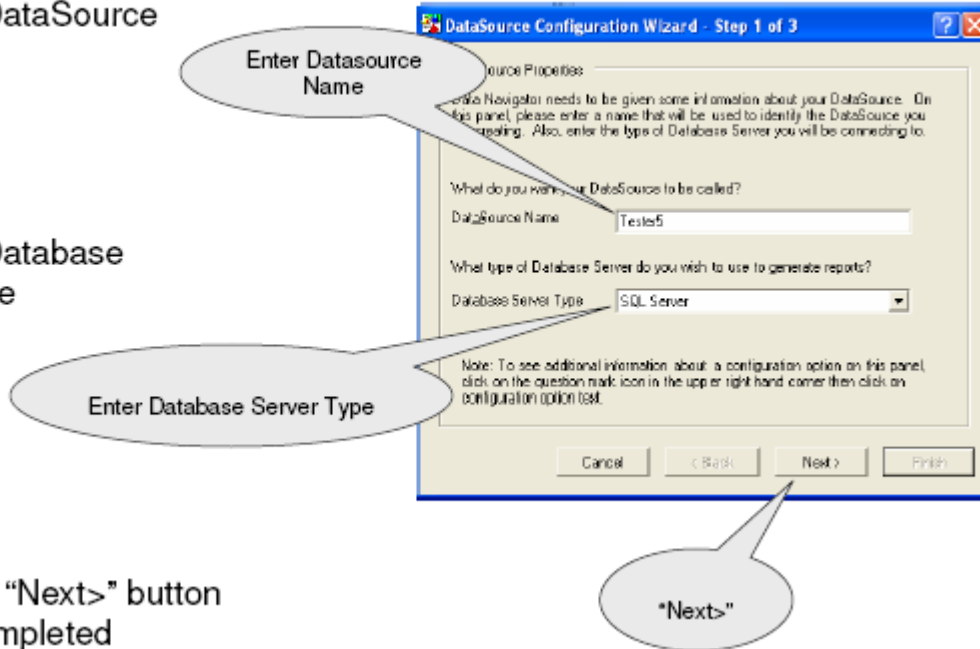 DataSource
Enter Datasource
Name
DataSource Configuration Wizard - Step 1 of 3
ource Properties
Data Navigator needs to be given some information about your DataSource. On
this panel, please enter a name that will be used to identify the DataSource you
creating. Also, enter the type of Database Server you will be connecting to.
What do you want your DataSource to be called?
DataSource Name
Tester5
Database
e
What type of Database Server do you wish to use to generate reports?
Database Server Type
SQL Server
Note: To see additional information about a configuration option on this panel,
click on the question mark icon in the upper right hand corner then click on
configuration option text.
Enter Database Server Type
Cancel
< Back
Next >
Finish
"Next>"
“Next>” button
mpleted